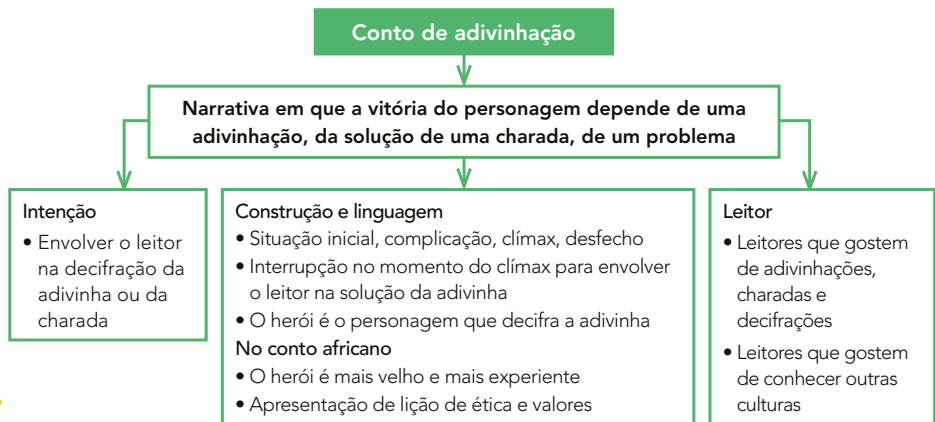 Conto de adivinhação
Narrativa em que a vitória do personagem depende de uma
adivinhação, da solução de uma charada, de um problema
Intenção
• Envolver o leitor
na decifração da
adivinha ou da
charada
Construção e linguagem
• Situação inicial, complicação, clímax, desfecho
• Interrupção no momento do clímax para envolver
o leitor na solução da adivinha
• O herói é o personagem que decifra a adivinha
No conto africano
• O herói é mais velho e mais experiente
• Apresentação de lição de ética e valores
Leitor
• Leitores que gostem
de adivinhações,
charadas e
decifrações
• Leitores que gostem
de conhecer outras
culturas